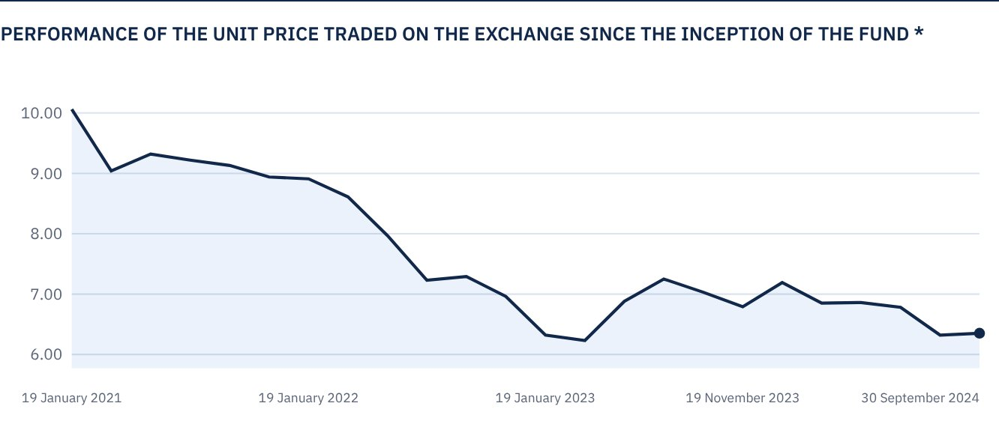 PERFORMANCE OF THE UNIT PRICE TRADED ON THE EXCHANGE SINCE THE INCEPTION OF THE FUND *
10.00
9.00
8.00
7.00
6.00
19 January 2021 19 January 2022 19 January 2023 19 November 2023 30 September 2024